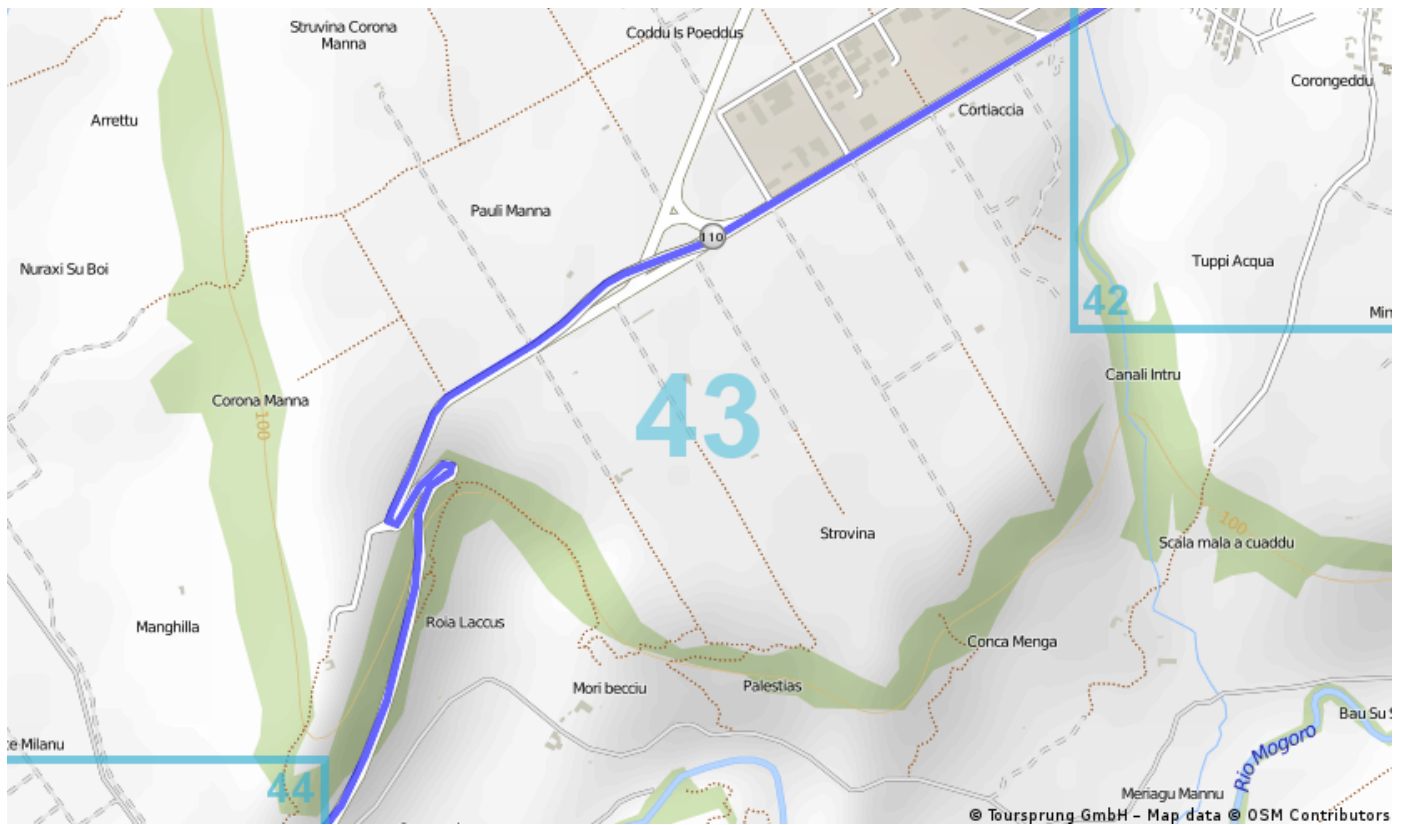 Struvina Corona
Manna
Coddu Is Poeddus
Corongeddu
Cortiaccia
Arrettu
Pauli Manna
110
Nuraxi Su Boi
Tuppi Acqua
42
Min
Canali Intru
43
Corona Manna
100
Strovina
100
Scala mala a cuaddu
Manghilla
Roia Laccus
Conca Menga
Mori becciu
Palestias
Bau Su S
te Milanu
Rio Mogoro
44
Meriagu Mannu
© Toursprung GmbH – Map data © OSM Contributors